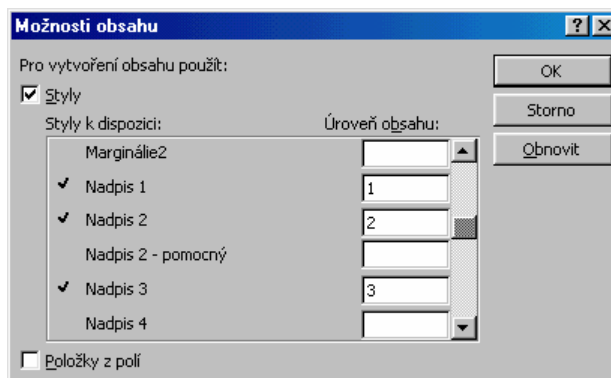 Možnosti obsahu
Pro vytvoření obsahu použít:
Styly
Styly k dispozici: Úroveň obsahu:
Marginálie2
Nadpis 1 1
Nadpis 2 2
Nadpis 2 - pomocný
Nadpis 3 3
Nadpis 4
Položky z polí
OK
Storno
Obnovit